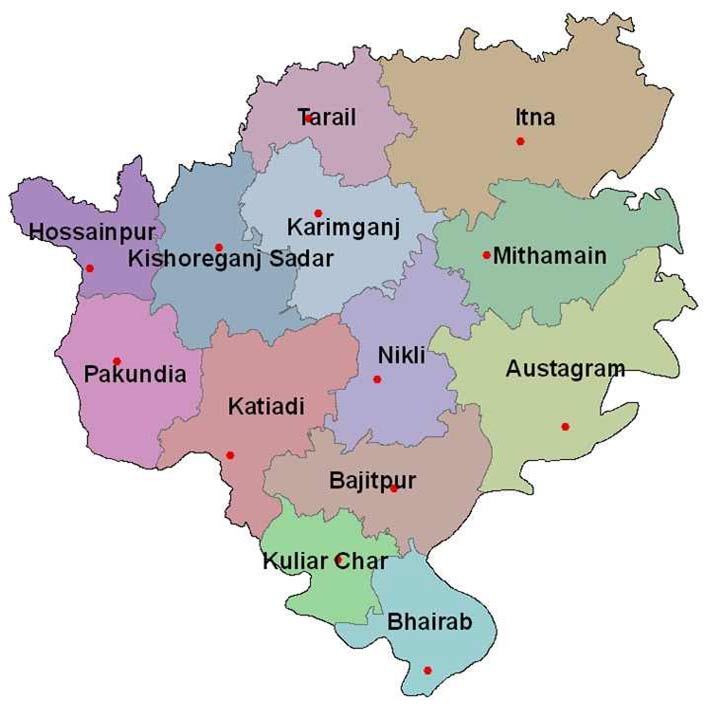 Tarail
Itna
Hossainpur
Karimganj
Kishoreganj Sadar
Mithamain
Pakundia
Nikli
Austagram
Katiadi
Bajitpur
Kuliar Char
Bhairab